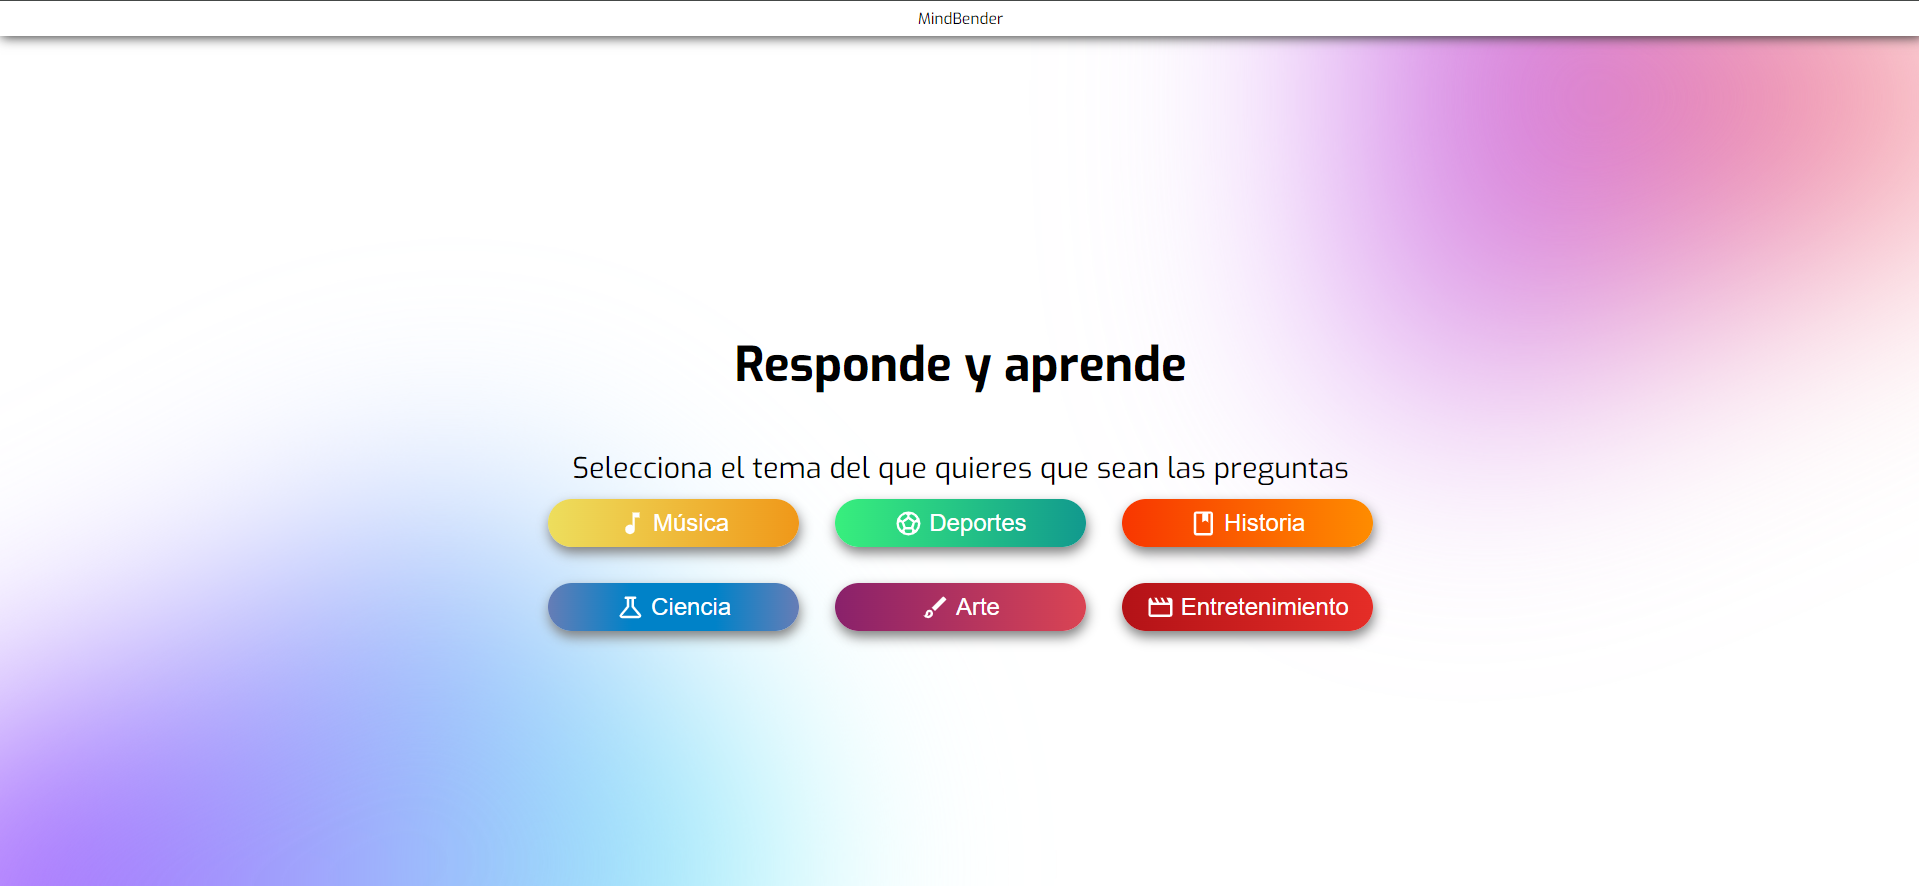 MindBender
Responde y aprende
Selecciona el tema del que quieres que sean las preguntas
Música Deportes Historia
Ciencia Arte Entretenimiento